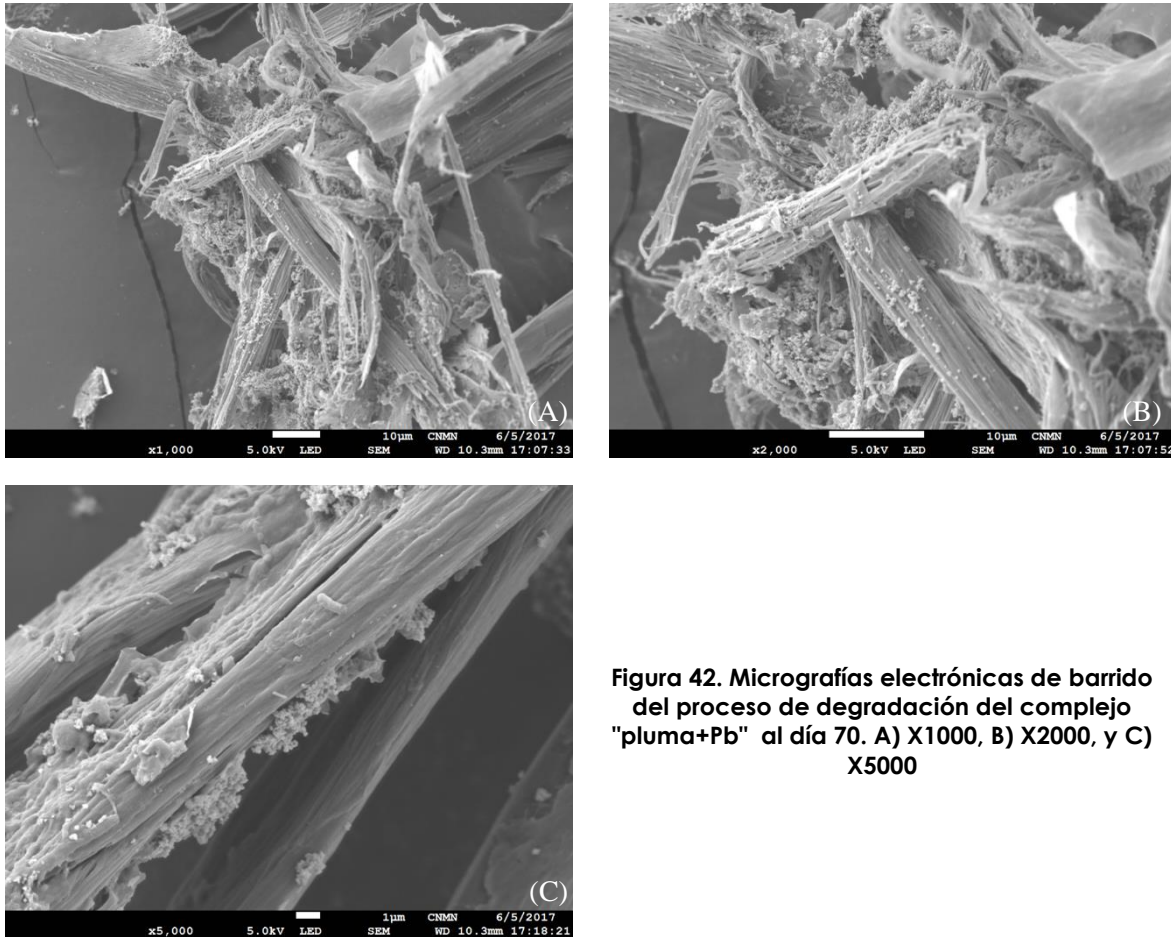 (A)
10µm CNMN 6/5/2017
x1,000 5.0kV LED SEM WD 10.3mm 17:07:33
(B)
10µm CNMN 6/5/2017
x2,000 5.0kV LED SEM WD 10.3mm 17:07:52
(C)
1µm CNMN 6/5/2017
x5,000 5.0kV LED SEM WD 10.3mm 17:18:21
Figura 42. Micrografías electrónicas de barrido
del proceso de degradación del complejo
"pluma+Pb" al día 70. A) X1000, B) X2000, y C)
X5000